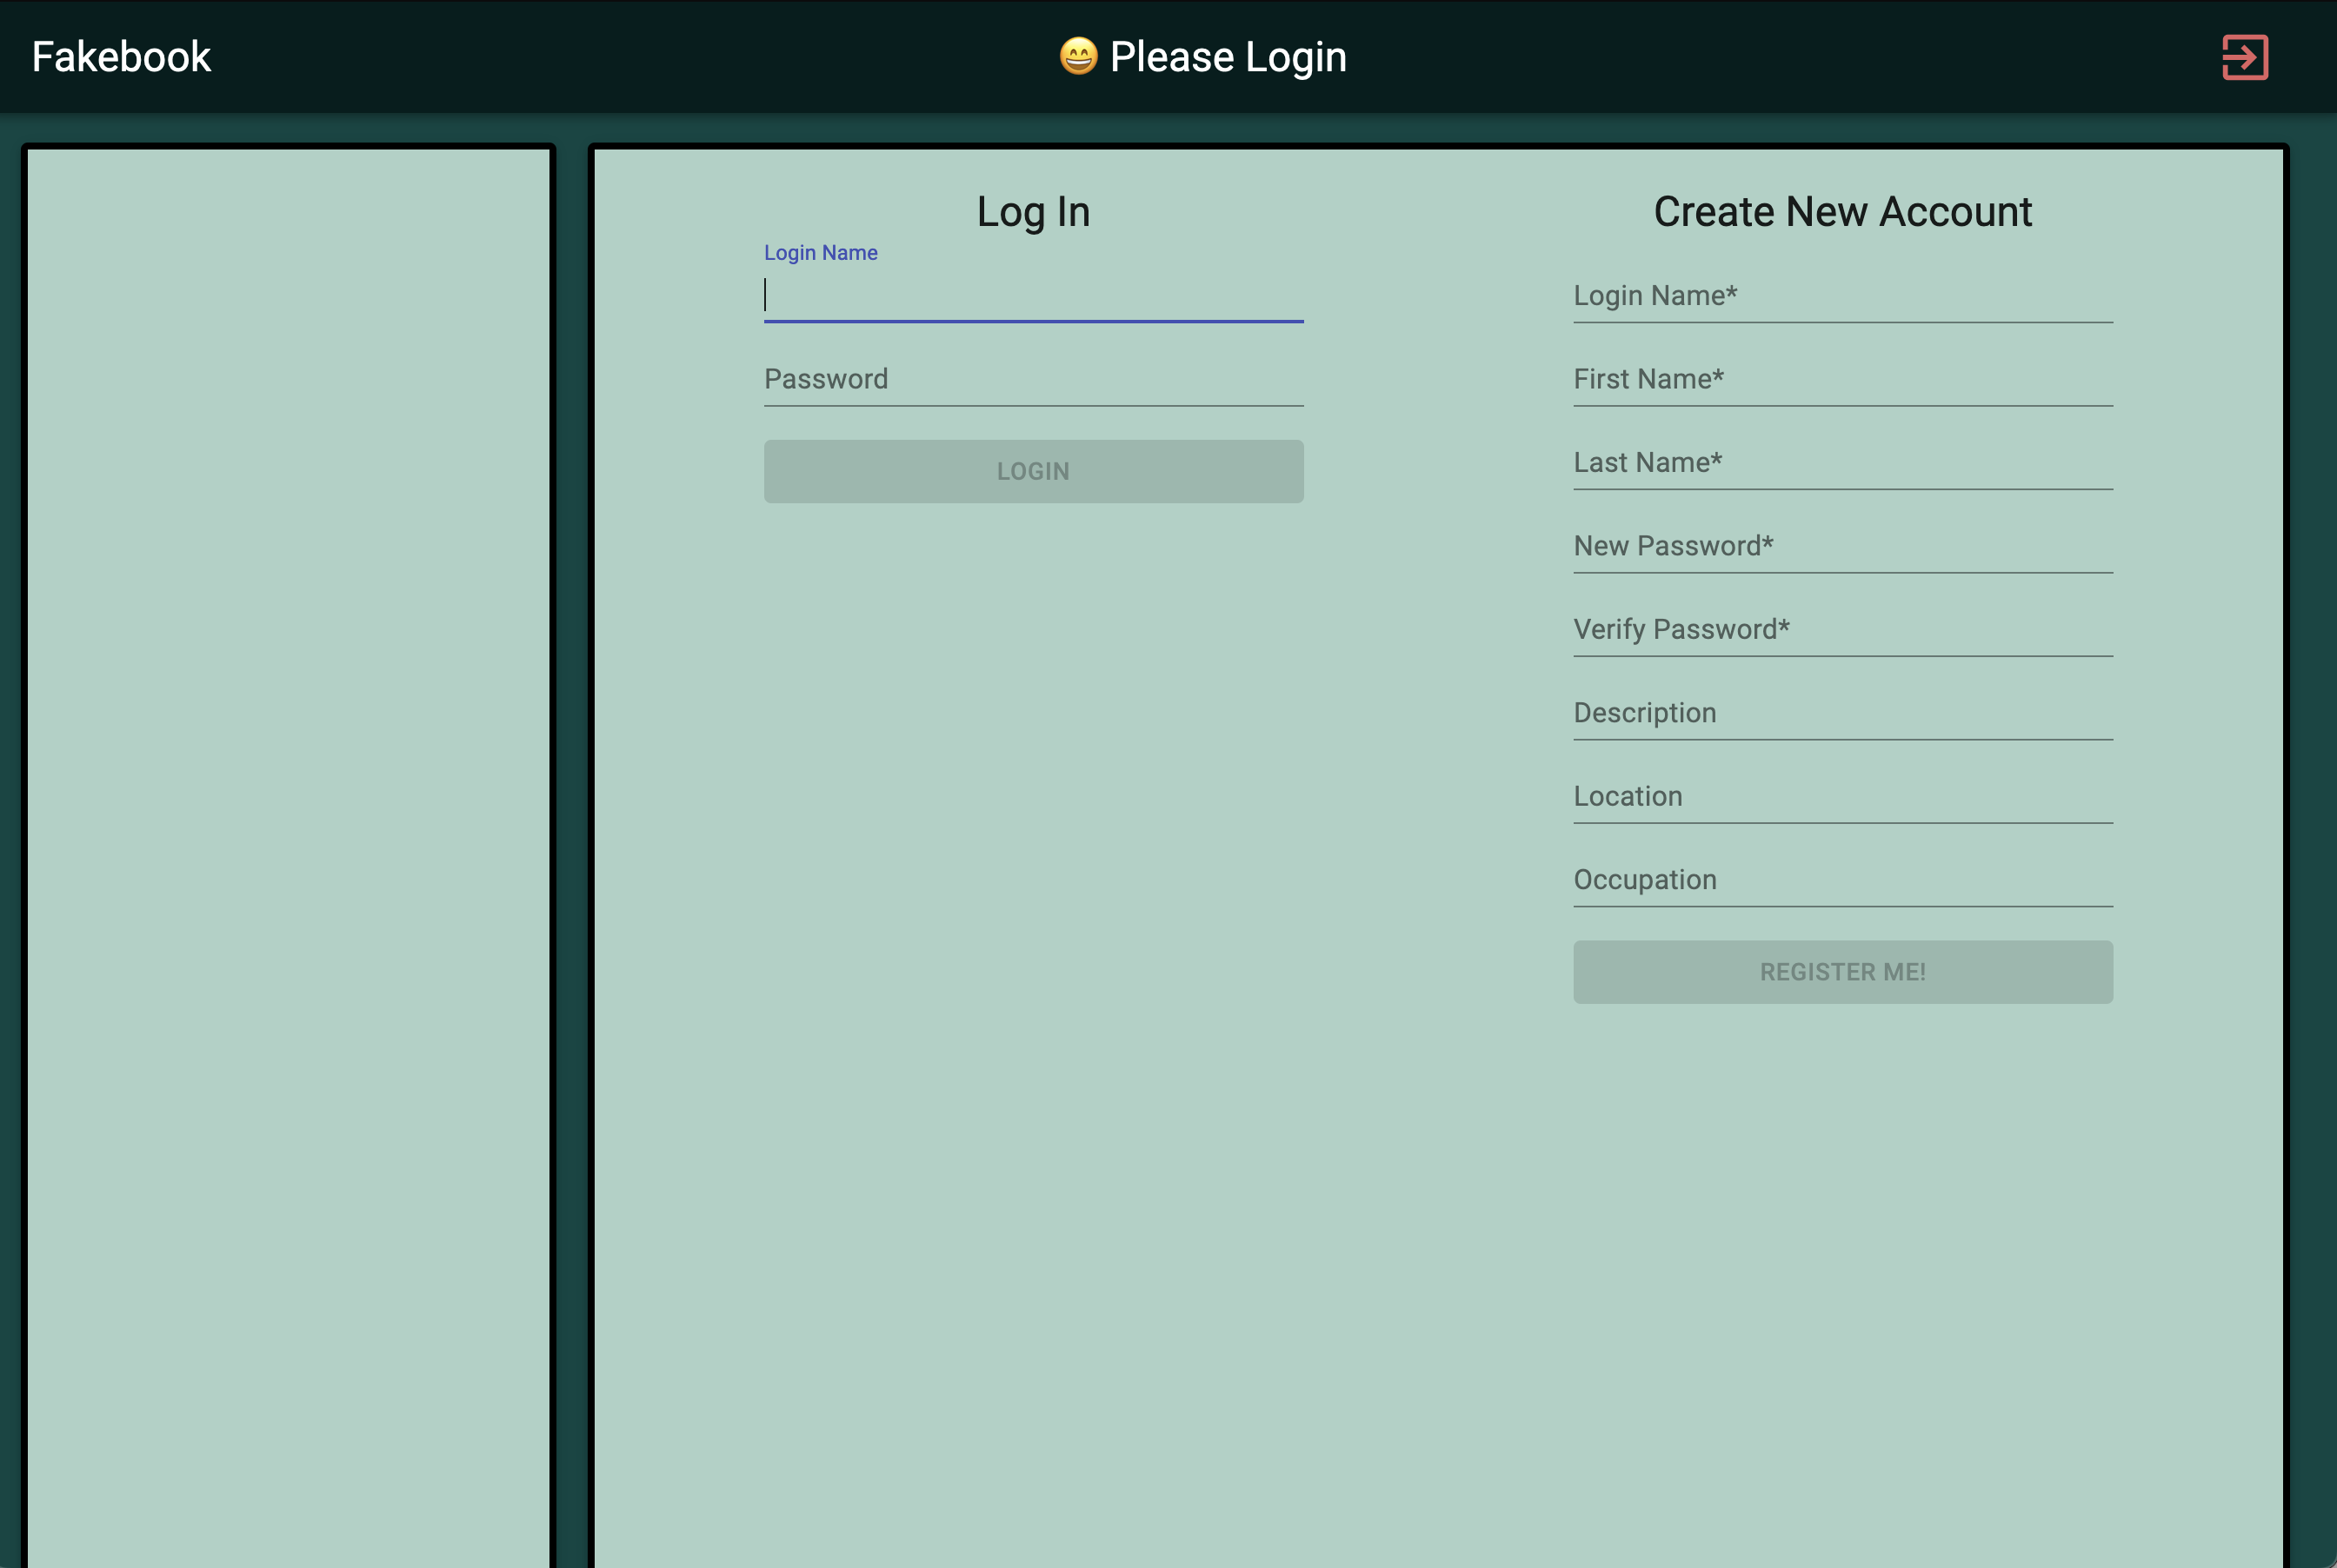 Fakebook
😄 Please Login
Log In
Login Name
Password
LOGIN
Create New Account
Login Name*
First Name*
Last Name*
New Password*
Verify Password*
Description
Location
Occupation
REGISTER ME!